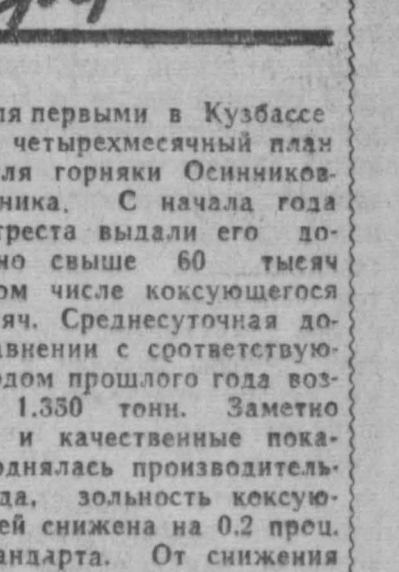 ля первыми в Кузбассе
четырехмесячный план
ля горняки Осинников-
ника. С начала года
треста выдали его до-
но свыше 60 тысяч
ом числе коксующегося
яч. Среднесуточная до-
авнении с соответствую-
одом прошлого года воз-
1.350 тонн. Заметно
и качественные пока-
однялась производитель-
да, зольность коксую-
ей снижена на 0,2 проц.
андарта. От снижения